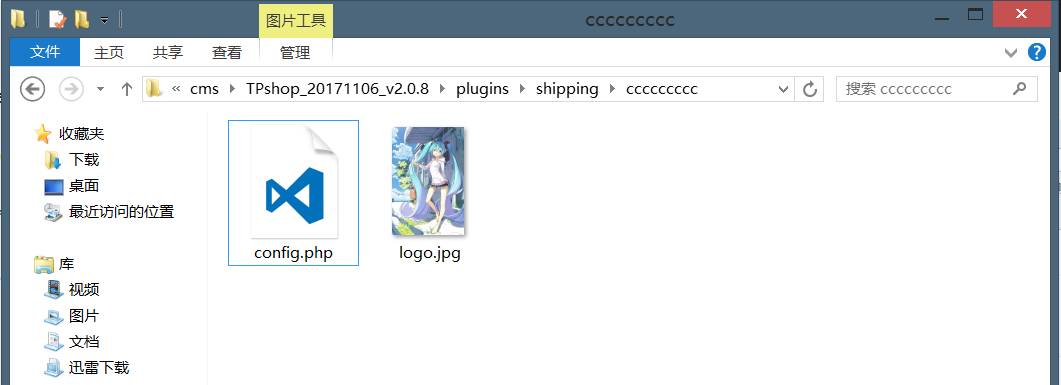 图片工具
ccccccccc
文件 主页 共享 查看 管理
« cms TPshop_20171106_v2.0.8 plugins shipping ccccccccc 搜索 ccccccccc
收藏夹
下载
桌面
最近访问的位置
config.php logo.jpg
库
视频
图片
文档
迅雷下载